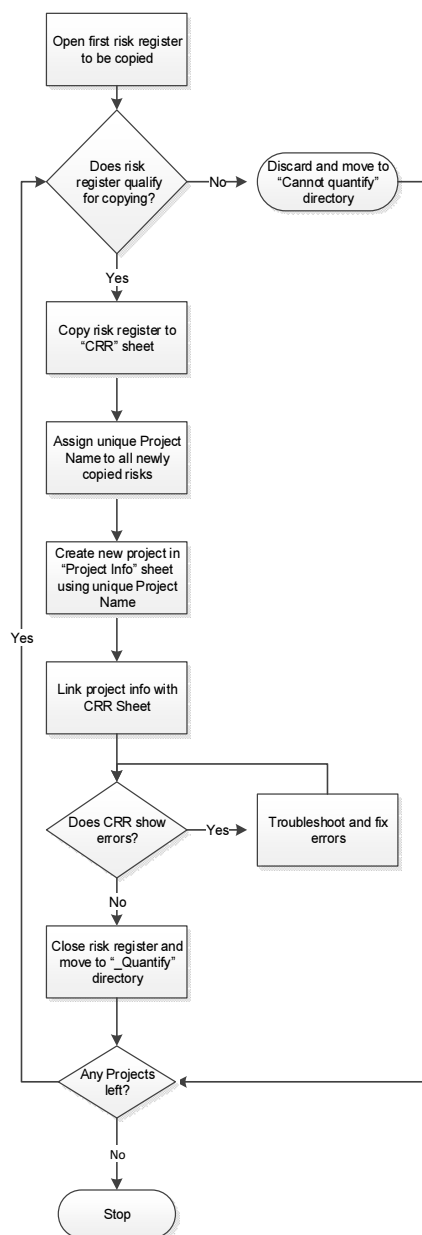 Open first risk register
to be copied
Does risk
register qualify
for copying?
No
Discard and move to
“Cannot quantify”
directory
Yes
Copy risk register to
“CRR” sheet
Assign unique Project
Name to all newly
copied risks
Create new project in
“Project Info” sheet
using unique Project
Name
Yes
Link project info with
CRR Sheet
Does CRR show
errors?
Yes
Troubleshoot and fix
errors
No
Close risk register and
move to “_Quantify”
directory
Any Projects
left?
No
Stop